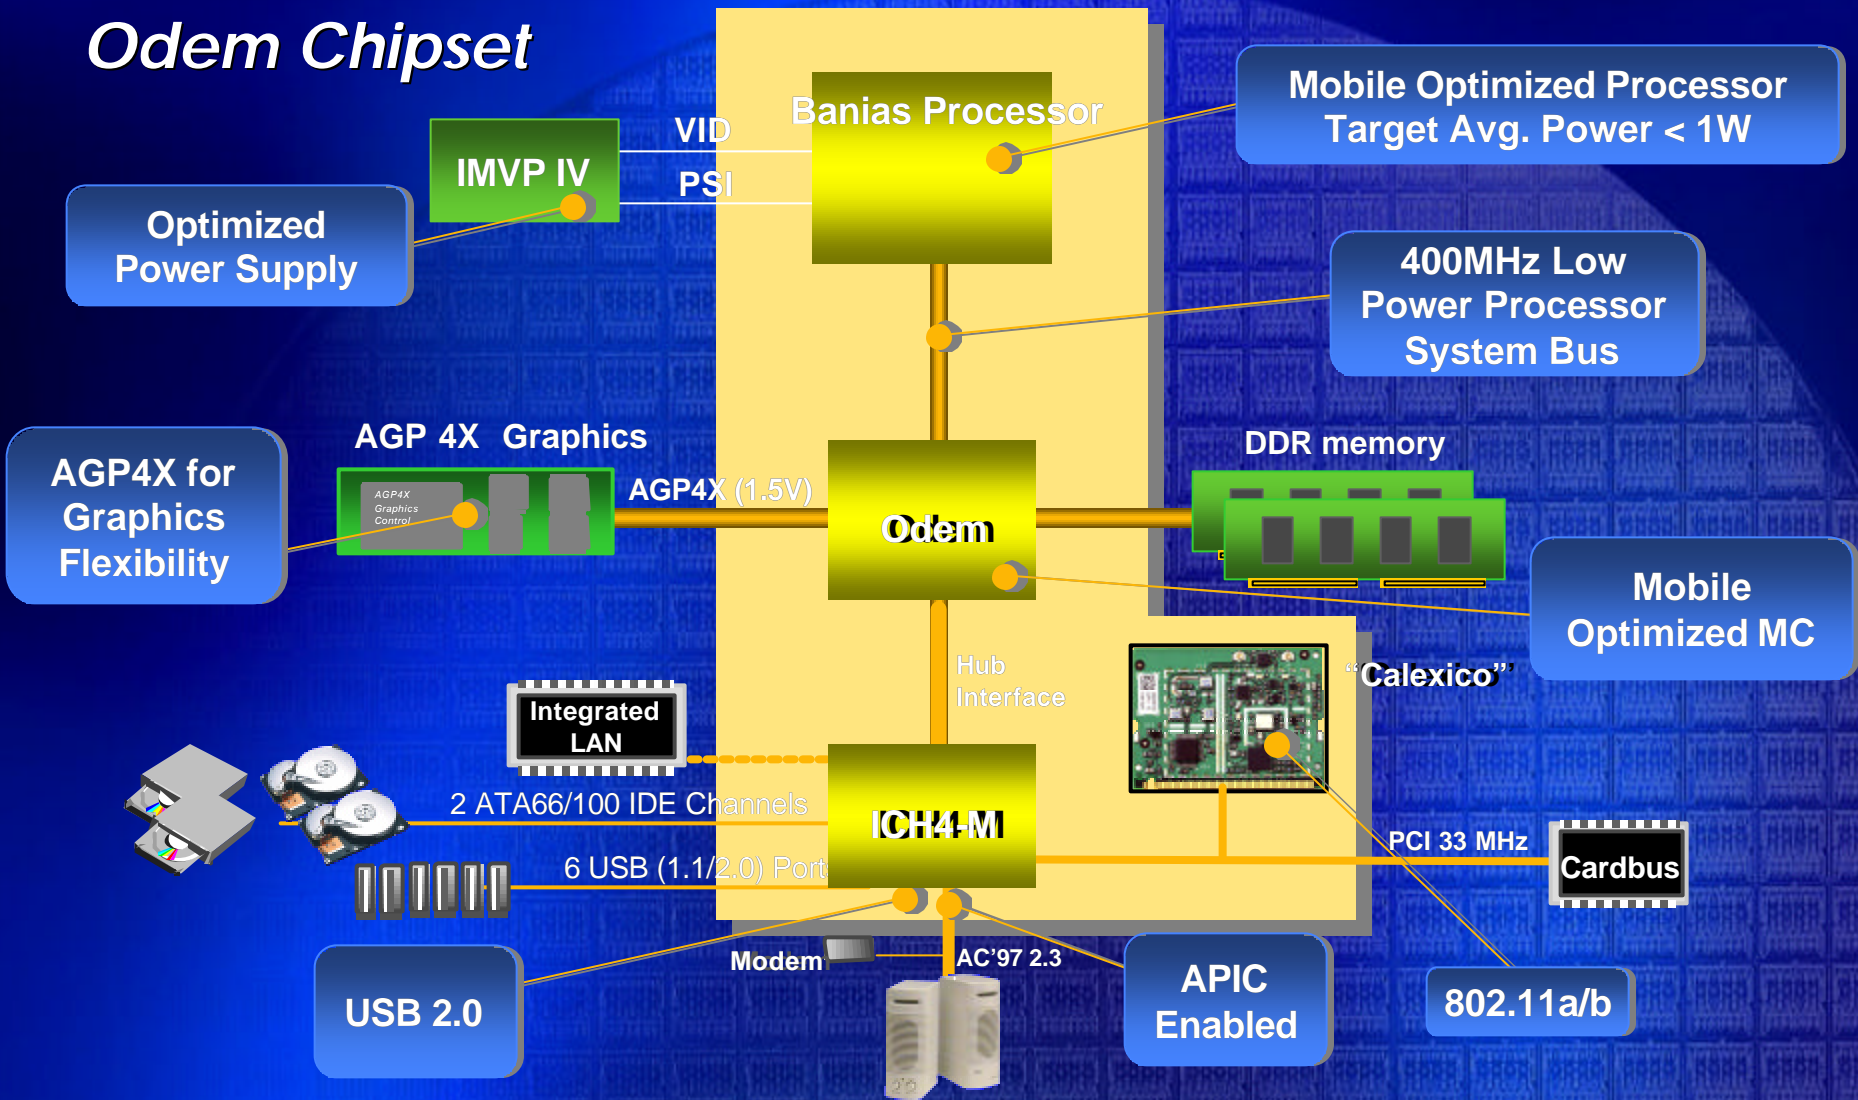 Odem Chipset
Banias Processor
Mobile Optimized Processor
Target Avg. Power < 1W
VID
PSI
IMVP IV
Optimized
Power Supply
400MHz Low
Power Processor
System Bus
AGP 4X Graphics
AGP4X for
Graphics
Flexibility
AGP4X
Graphics
Control
AGP4X (1.5V)
Odem
DDR memory
Mobile
Optimized MC
Hub
Interface
“Calexico”
Integrated
LAN
2 ATA66/100 IDE Channels
ICH4-M
6 USB (1.1/2.0) Ports
PCI 33 MHz
Cardbus
Modem
AC’97 2.3
USB 2.0
APIC
Enabled
802.11a/b